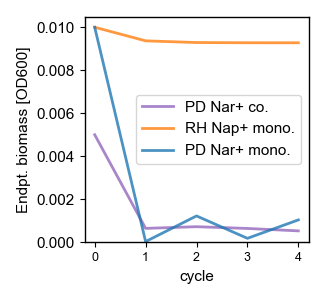 Endpt. biomass [OD600]
0.010
0.008
0.006
0.004
0.002
0.000
PD Nar+ co.
RH Nap+ mono.
PD Nar+ mono.
0 1 2 3 4
cycle